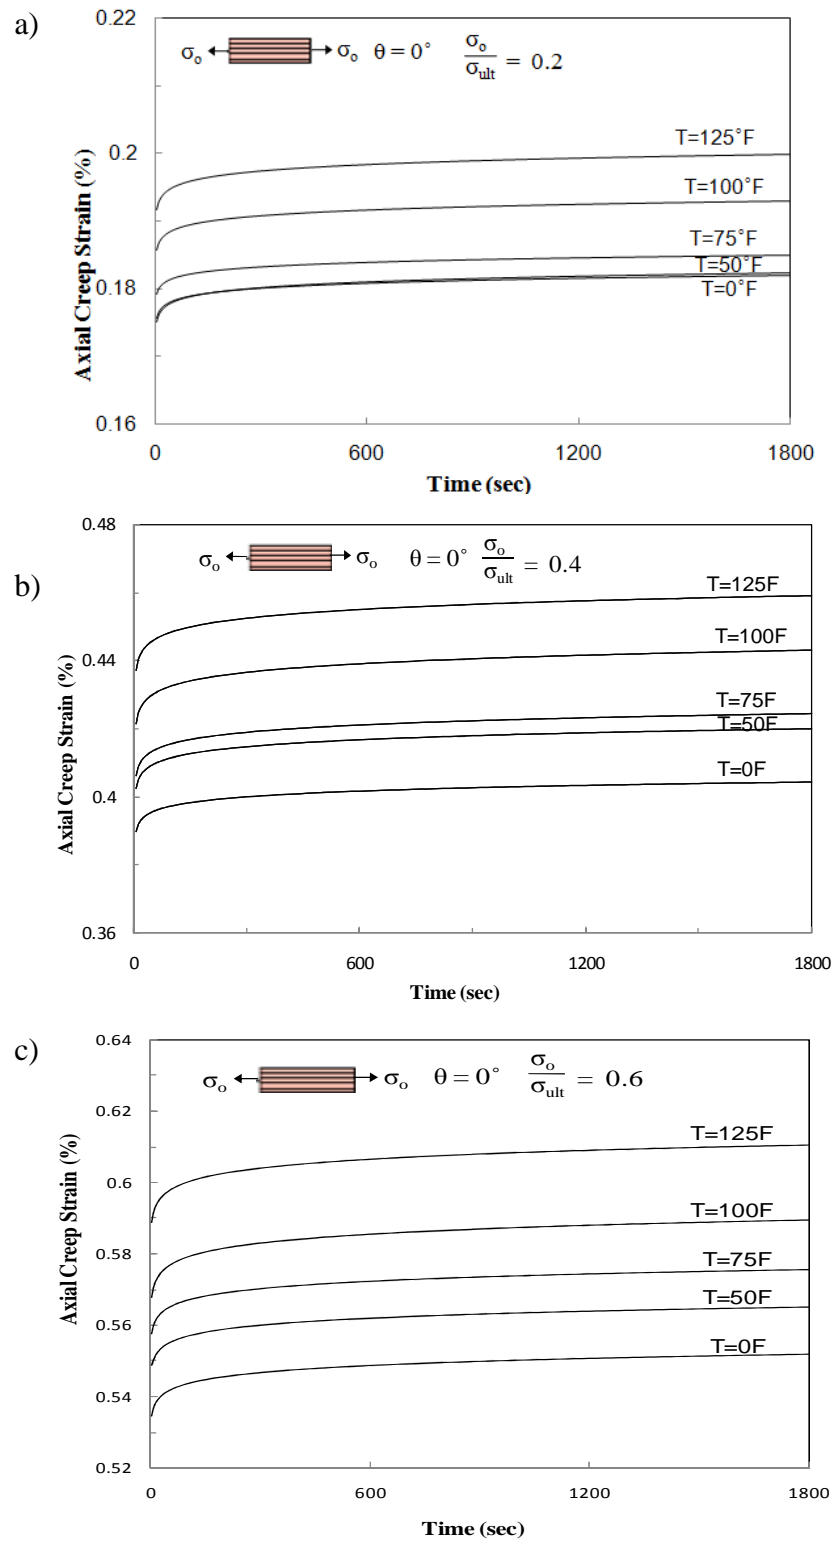 a)
0.22
σo σo θ = 0° σo/σult = 0.2
T=125°F
0.2
T=100°F
T=75°F
T=50°F
0.18
T=0°F
0.16
Axial Creep Strain (%)
0 600 1200 1800
Time (sec)
b)
0.48
σo σo θ = 0° σo/σult = 0.4
T=125F
0.44
T=100F
T=75F
T=50F
T=0F
0.4
0.36
Axial Creep Strain (%)
0 600 1200 1800
Time (sec)
c)
0.64
σo σo θ = 0° σo/σult = 0.6
0.62
T=125F
0.6
T=100F
0.58
T=75F
T=50F
0.56
T=0F
0.54
0.52
Axial Creep Strain (%)
0 600 1200 1800
Time (sec)